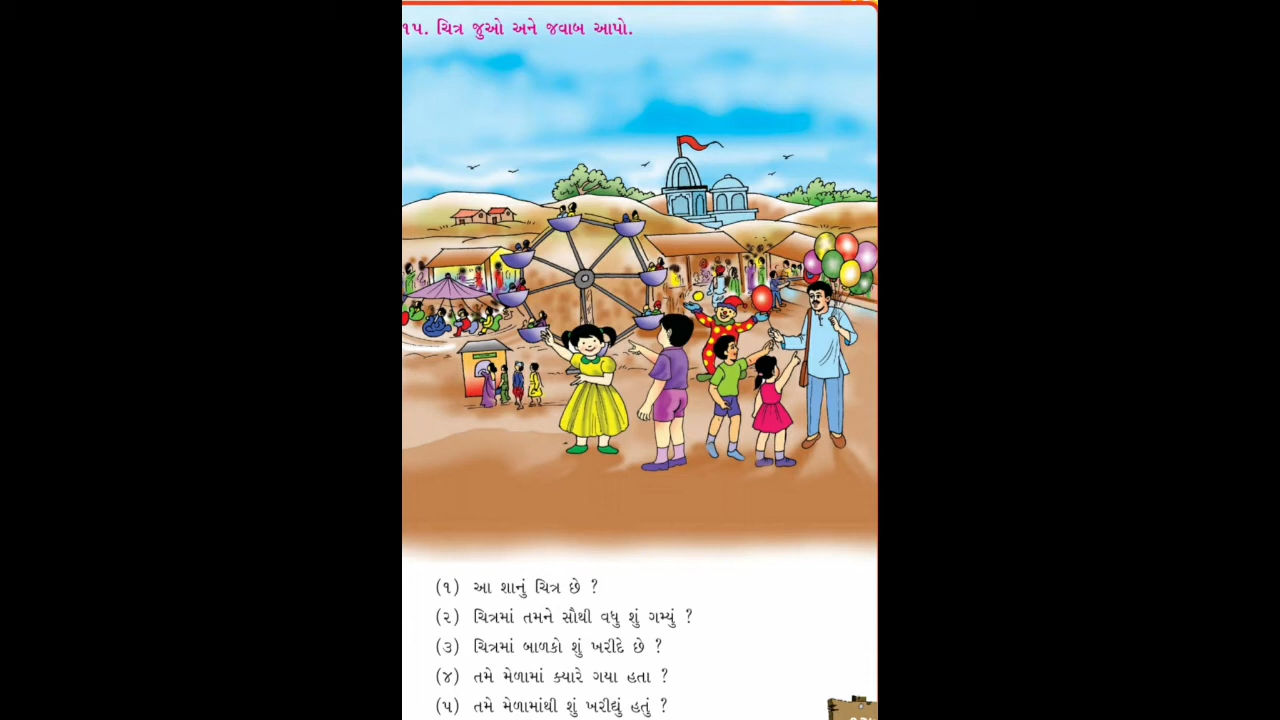 ૧૫. ચિત્ર જુઓ અને જવાબ આપો.
(૧) આ શાનું ચિત્ર છે ?
(૨) ચિત્રમાં તમને સૌથી વધુ શું ગમ્યું ?
(૩) ચિત્રમાં બાળકો શું ખરીદે છે ?
(૪) તમે મેળામાં ક્યારે ગયા હતા ?
(૫) તમે મેળામાંથી શું ખરીદ્યું હતું ?